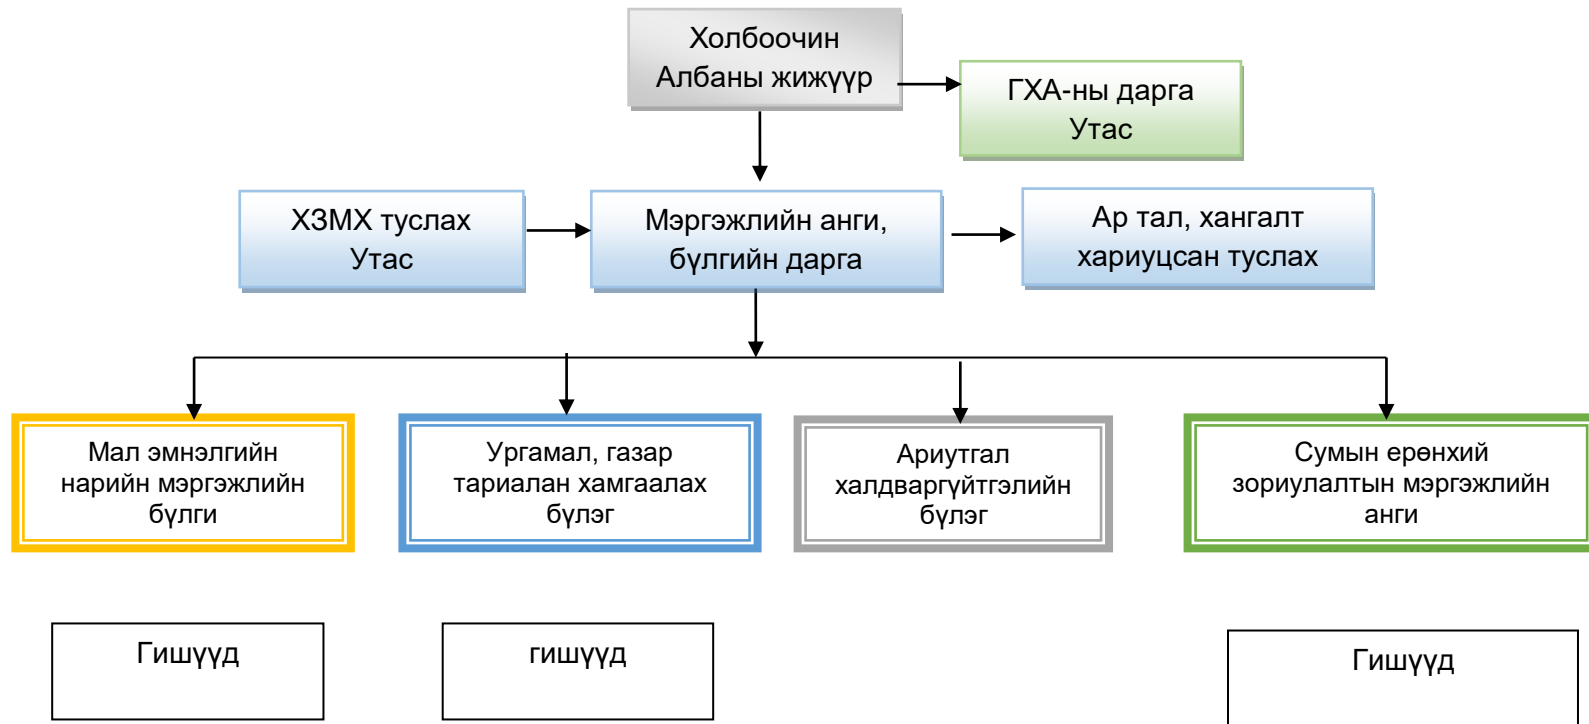 Холбоочин
Албаны жижүүр
ГХА-ны дарга
Утас
ХЗМХ туслах
Утас
Мэргэжлийн анги,
бүлгийн дарга
Ар тал, хангалт
хариуцсан туслах
Мал эмнэлгийн
нарийн мэргэжлийн
бүлги
Ургамал, газар
тариалан хамгаалах
бүлэг
Ариутгал
халдваргүйтгэлийн
бүлэг
Сумын ерөнхий
зориулалтын мэргэжлийн
анги
Гишүүд
гишүүд
Гишүүд